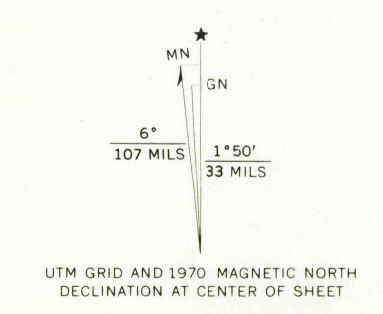 MN
GN
6°
107 MILS
1°50′
33 MILS
UTM GRID AND 1970 MAGNETIC NORTH
DECLINATION AT CENTER OF SHEET